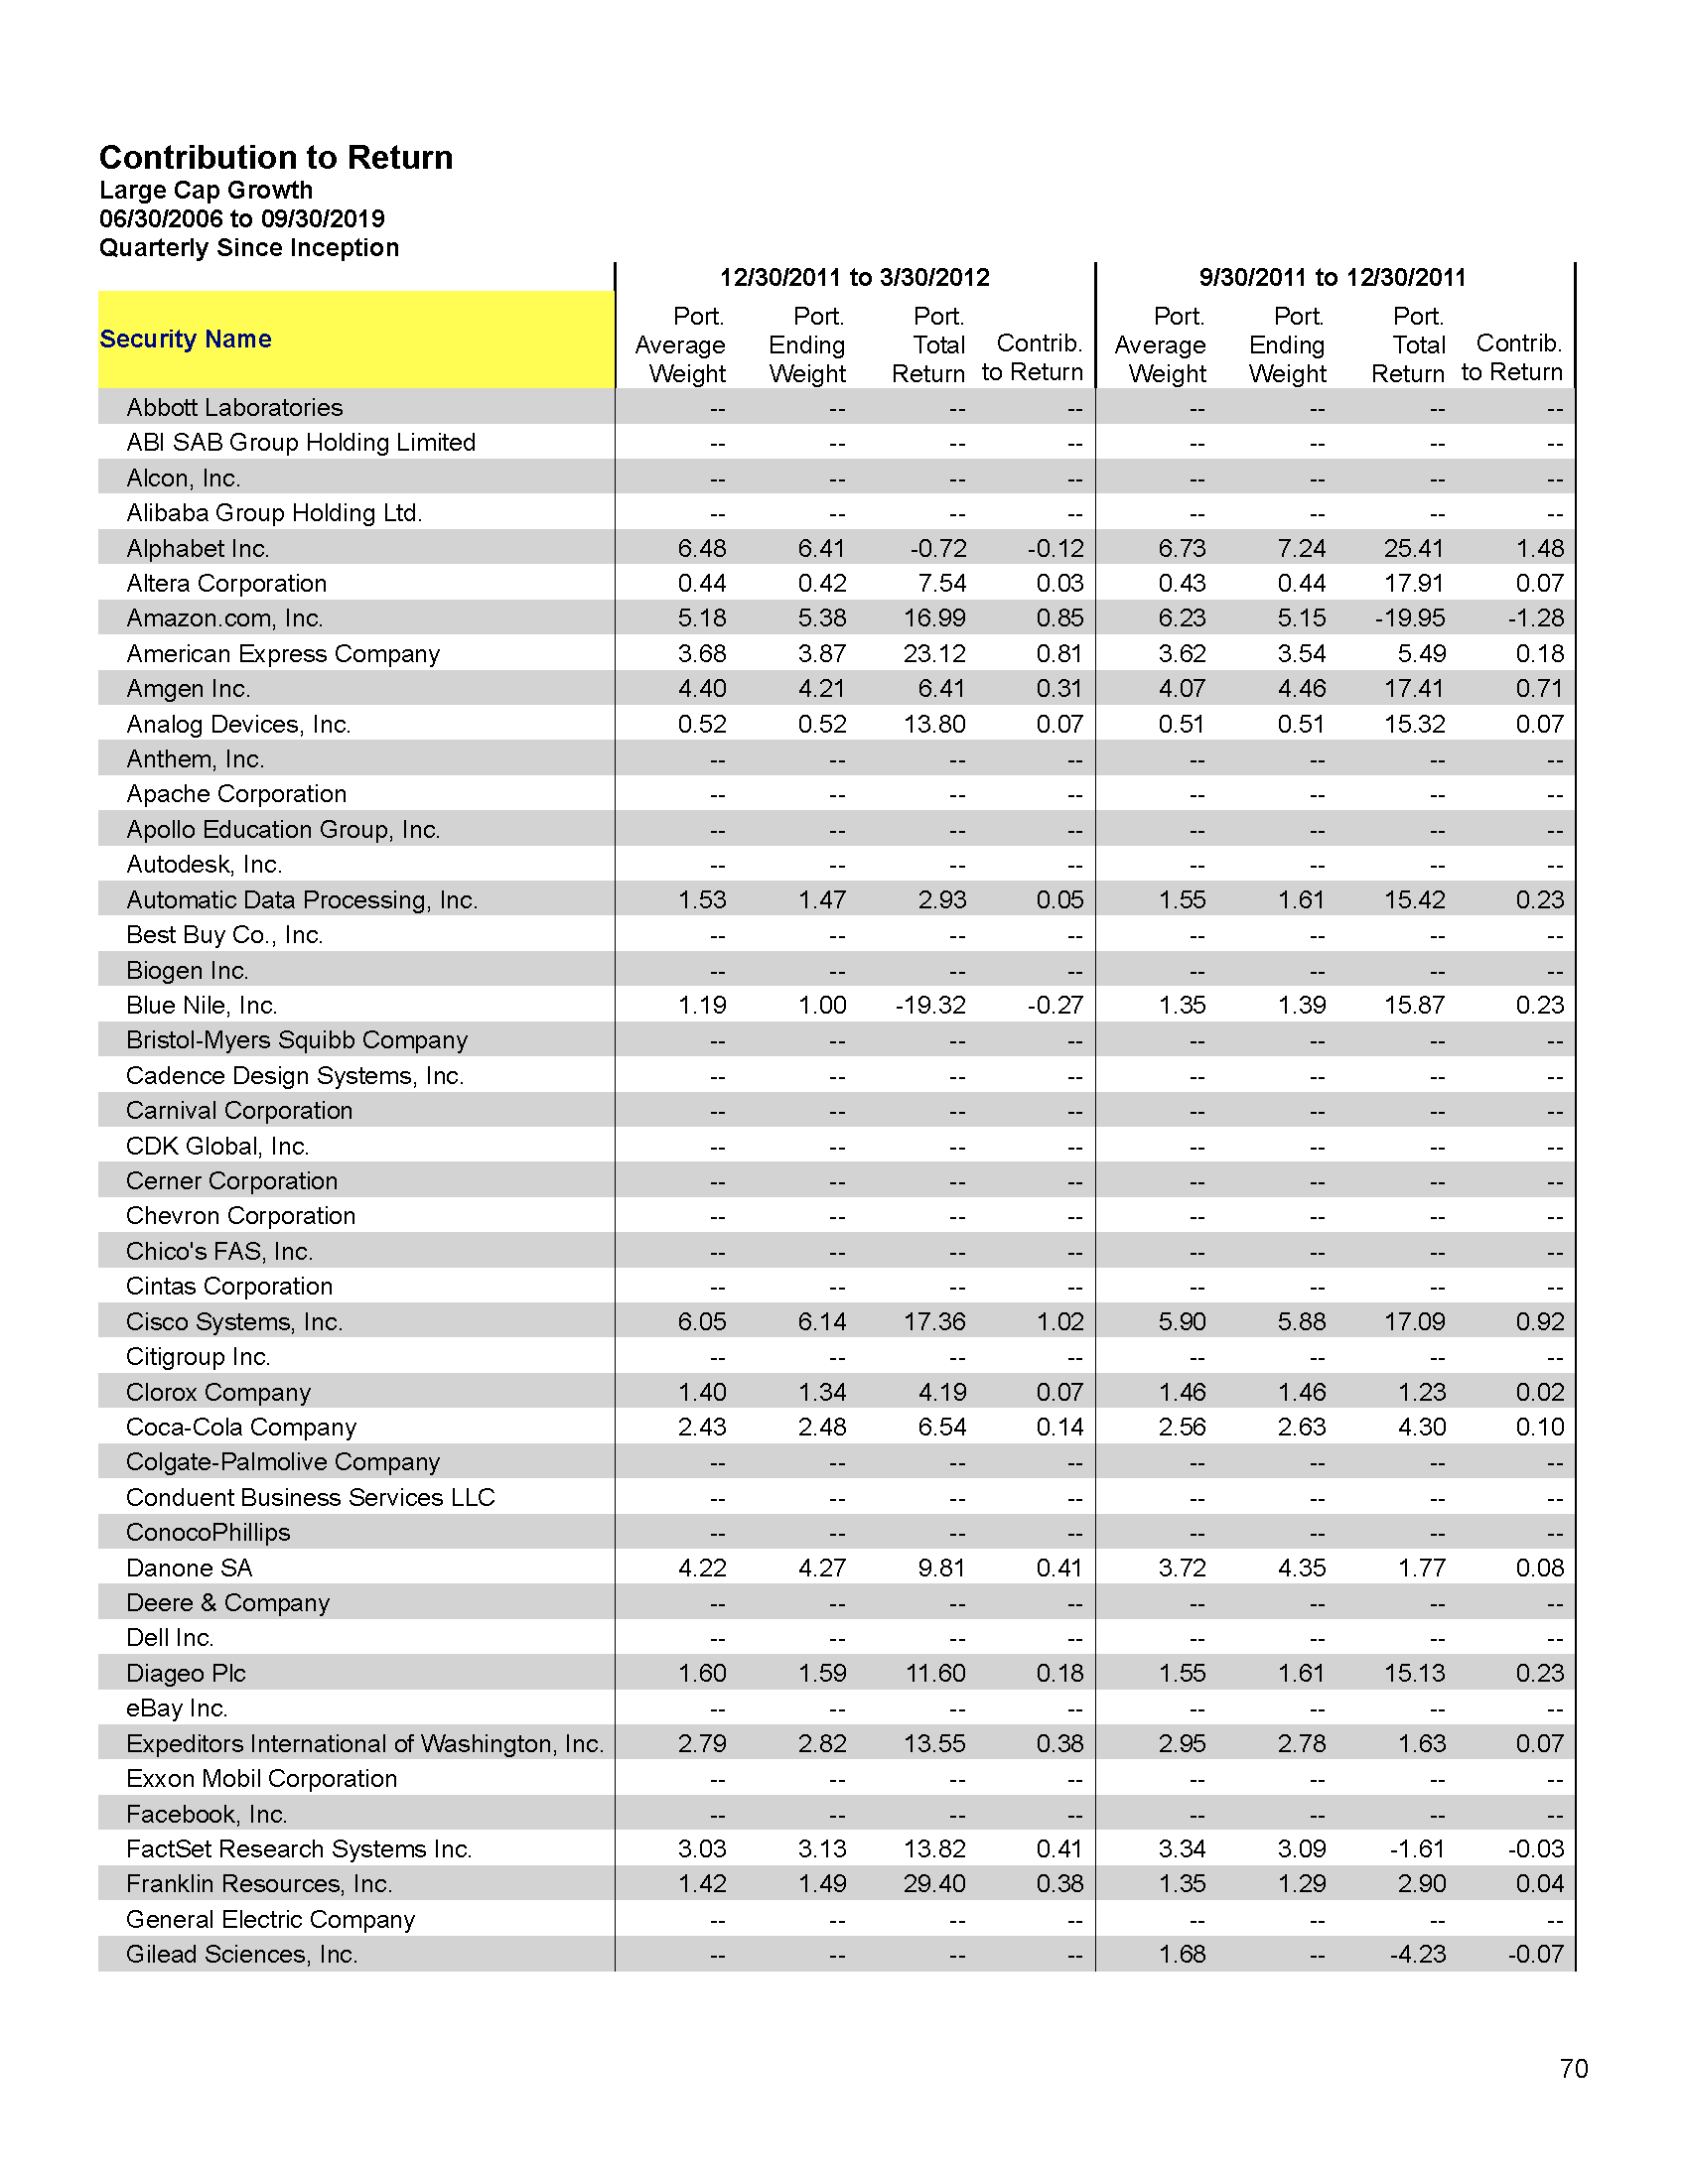 Contribution to Return
Large Cap Growth
06/30/2006 to 09/30/2019
Quarterly Since Inception
12/30/2011 to 3/30/2012 9/30/2011 to 12/30/2011
Security Name
Port. Average Weight Port. Ending Weight Port. Total Return Contrib. to Return Port. Average Weight Port. Ending Weight Port. Total Return Contrib. to Return
Abbott Laboratories -- -- -- -- -- -- -- --
ABI SAB Group Holding Limited -- -- -- -- -- -- -- --
Alcon, Inc. -- -- -- -- -- -- -- --
Alibaba Group Holding Ltd. -- -- -- -- -- -- -- --
Alphabet Inc. 6.48 6.41 -0.72 -0.12 6.73 7.24 25.41 1.48
Altera Corporation 0.44 0.42 7.54 0.03 0.43 0.44 17.91 0.07
Amazon.com, Inc. 5.18 5.38 16.99 0.85 6.23 5.15 -19.95 -1.28
American Express Company 3.68 3.87 23.12 0.81 3.62 3.54 5.49 0.18
Amgen Inc. 4.40 4.21 6.41 0.31 4.07 4.46 17.41 0.71
Analog Devices, Inc. 0.52 0.52 13.80 0.07 0.51 0.51 15.32 0.07
Anthem, Inc. -- -- -- -- -- -- -- --
Apache Corporation -- -- -- -- -- -- -- --
Apollo Education Group, Inc. -- -- -- -- -- -- -- --
Autodesk, Inc. -- -- -- -- -- -- -- --
Automatic Data Processing, Inc. 1.53 1.47 2.93 0.05 1.55 1.61 15.42 0.23
Best Buy Co., Inc. -- -- -- -- -- -- -- --
Biogen Inc. -- -- -- -- -- -- -- --
Blue Nile, Inc. 1.19 1.00 -19.32 -0.27 1.35 1.39 15.87 0.23
Bristol-Myers Squibb Company -- -- -- -- -- -- -- --
Cadence Design Systems, Inc. -- -- -- -- -- -- -- --
Carnival Corporation -- -- -- -- -- -- -- --
CDK Global, Inc. -- -- -- -- -- -- -- --
Cerner Corporation -- -- -- -- -- -- -- --
Chevron Corporation -- -- -- -- -- -- -- --
Chico's FAS, Inc. -- -- -- -- -- -- -- --
Cintas Corporation -- -- -- -- -- -- -- --
Cisco Systems, Inc. 6.05 6.14 17.36 1.02 5.90 5.88 17.09 0.92
Citigroup Inc. -- -- -- -- -- -- -- --
Clorox Company 1.40 1.34 4.19 0.07 1.46 1.46 1.23 0.02
Coca-Cola Company 2.43 2.48 6.54 0.14 2.56 2.63 4.30 0.10
Colgate-Palmolive Company -- -- -- -- -- -- -- --
Conduent Business Services LLC -- -- -- -- -- -- -- --
ConocoPhillips -- -- -- -- -- -- -- --
Danone SA 4.22 4.27 9.81 0.41 3.72 4.35 1.77 0.08
Deere & Company -- -- -- -- -- -- -- --
Dell Inc. -- -- -- -- -- -- -- --
Diageo Plc 1.60 1.59 11.60 0.18 1.55 1.61 15.13 0.23
eBay Inc. -- -- -- -- -- -- -- --
Expeditors International of Washington, Inc. 2.79 2.82 13.55 0.38 2.95 2.78 1.63 0.07
Exxon Mobil Corporation -- -- -- -- -- -- -- --
Facebook, Inc. -- -- -- -- -- -- -- --
FactSet Research Systems Inc. 3.03 3.13 13.82 0.41 3.34 3.09 -1.61 -0.03
Franklin Resources, Inc. 1.42 1.49 29.40 0.38 1.35 1.29 2.90 0.04
General Electric Company -- -- -- -- -- -- -- --
Gilead Sciences, Inc. -- -- -- -- 1.68 -- -4.23 -0.07
70